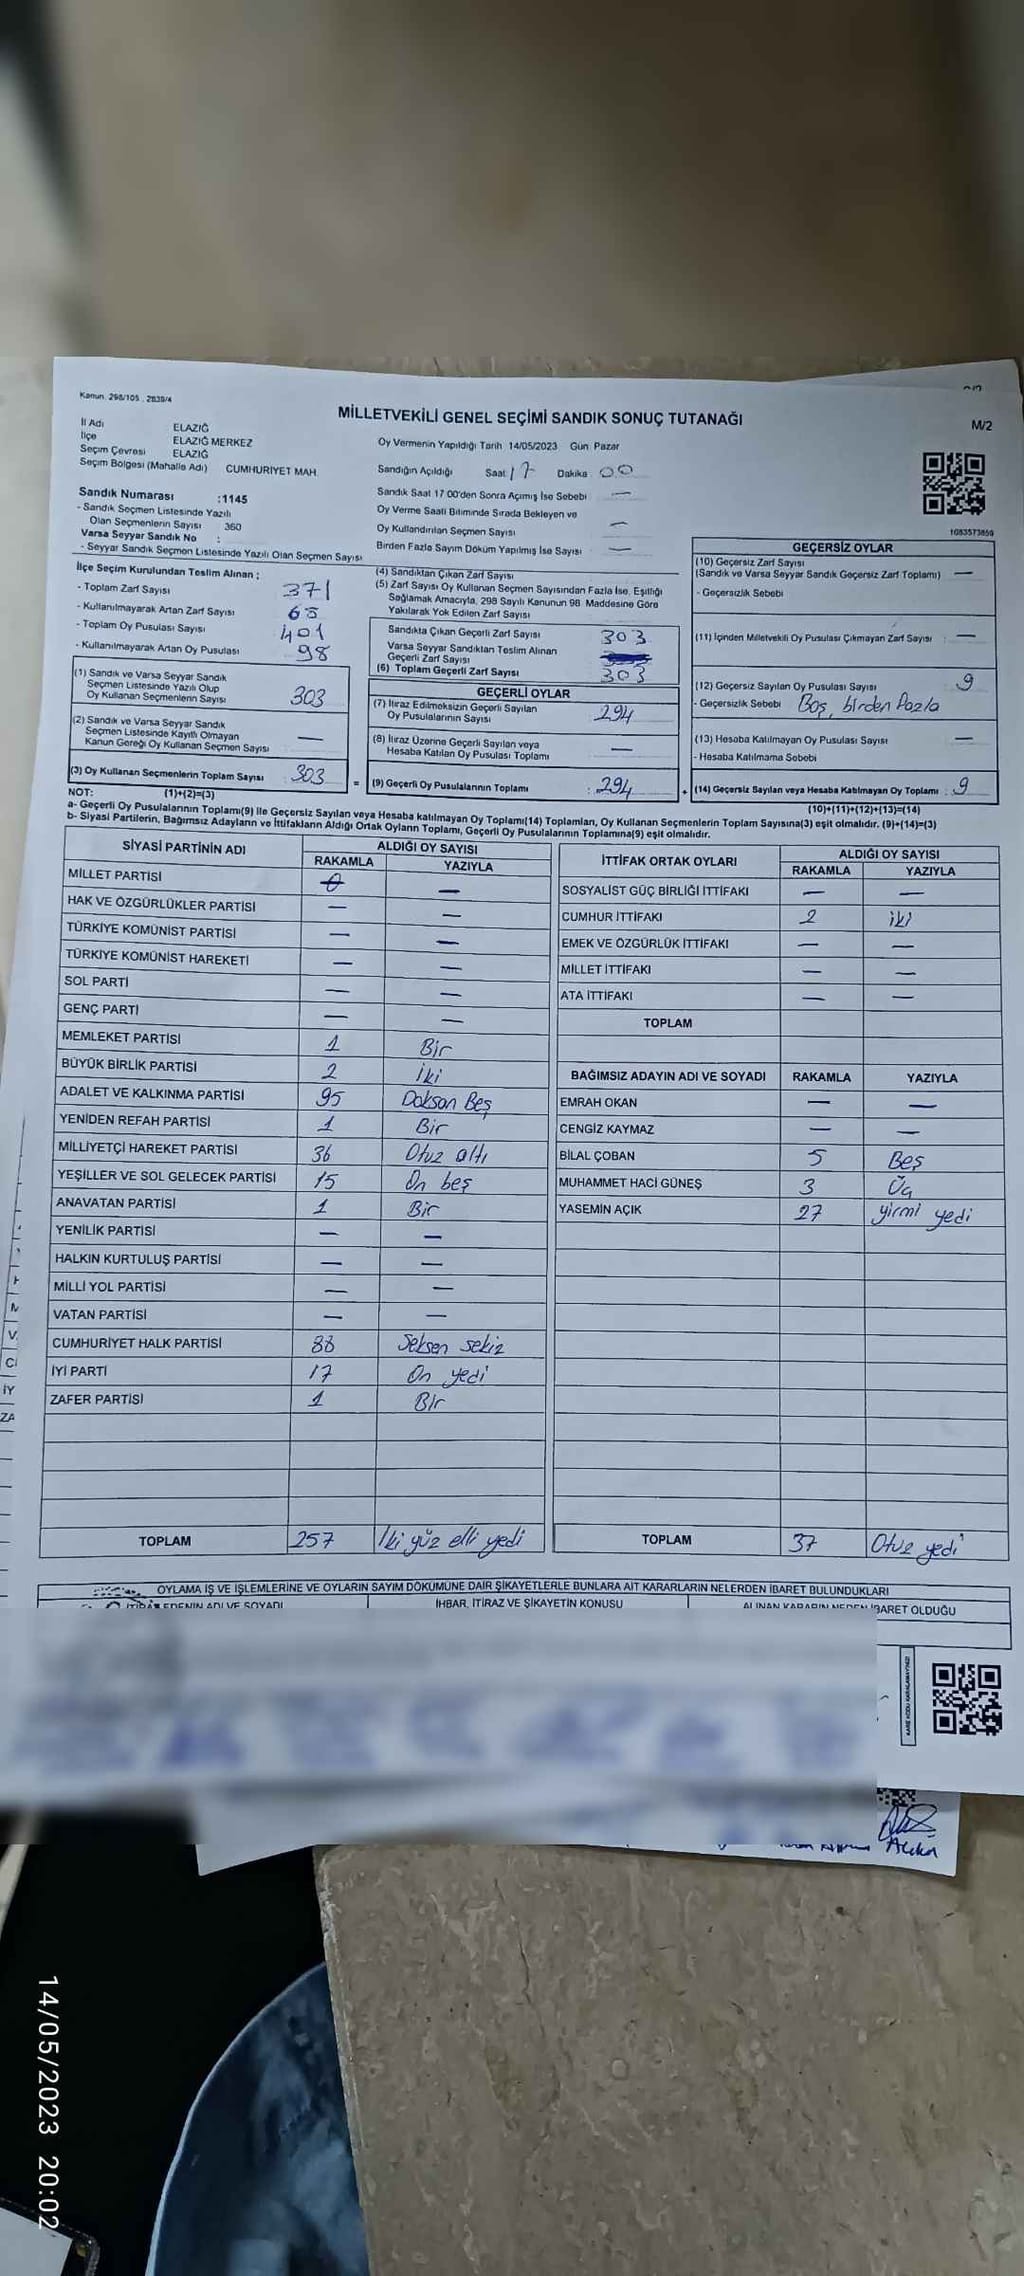 Kanun. 298/105 , 2839/4
MİLLETVEKİLİ GENEL SEÇİMİ SANDIK SONUÇ TUTANAĞI
M/2
İl Adı ELAZIĞ
İlçe ELAZIĞ MERKEZ
Seçim Çevresi ELAZIĞ
Seçim Bölgesi (Mahalle Adı) CUMHURİYET MAH.
Oy Vermenin Yapıldığı Tarih 14/05/2023 Gün Pazar
Sandığın Açıldığı Saat 17 Dakika 00
Sandık Saat 17 00'den Sonra Açımış İse Sebebi —
Oy Verme Saati Bitiminde Sırada Bekleyen ve
Oy Kullandırılan Seçmen Sayısı —
Birden Fazla Sayım Döküm Yapılmış İse Sayısı —
Sandık Numarası :1145
- Sandık Seçmen Listesinde Yazılı
Olan Seçmenlerin Sayısı 360
Varsa Seyyar Sandık No :
- Seyyar Sandık Seçmen Listesinde Yazılı Olan Seçmen Sayısı
1083573859
İlçe Seçim Kurulundan Teslim Alınan ;
- Toplam Zarf Sayısı 371
- Kullanılmayarak Artan Zarf Sayısı 68
- Toplam Oy Pusulası Sayısı 401
- Kullanılmayarak Artan Oy Pusulası 98
(1) Sandık ve Varsa Seyyar Sandık
Seçmen Listesinde Yazılı Olup
Oy Kullanan Seçmenlerin Sayısı 303
(2) Sandık ve Varsa Seyyar Sandık
Seçmen Listesinde Kayıtlı Olmayan
Kanun Gereği Oy Kullanan Seçmen Sayısı —
(3) Oy Kullanan Seçmenlerin Toplam Sayısı 303
(4) Sandıktan Çıkan Zarf Sayısı
(5) Zarf Sayısı Oy Kullanan Seçmen Sayısından Fazla İse, Eşitliği
Sağlamak Amacıyla, 298 Sayılı Kanunun 98 Maddesine Göre
Yakılarak Yok Edilen Zarf Sayısı
Sandıkta Çıkan Geçerli Zarf Sayısı 303
Varsa Seyyar Sandıktan Teslim Alınan
Geçerli Zarf Sayısı
(6) Toplam Geçerli Zarf Sayısı 303
GEÇERLİ OYLAR
(7) İtiraz Edilmeksizin Geçerli Sayılan
Oy Pusulalarının Sayısı 294
(8) İtiraz Üzerine Geçerli Sayılan veya
Hesaba Katılan Oy Pusulası Toplamı —
= (9) Geçerli Oy Pusulalarının Toplamı : 294
GEÇERSİZ OYLAR
(10) Geçersiz Zarf Sayısı
(Sandık ve Varsa Seyyar Sandık Geçersiz Zarf Toplamı) —
- Geçersizlik Sebebi
(11) İçinden Milletvekili Oy Pusulası Çıkmayan Zarf Sayısı : —
(12) Geçersiz Sayılan Oy Pusulası Sayısı 9
- Geçersizlik Sebebi Boş, birden Fazla
(13) Hesaba Katılmayan Oy Pusulası Sayısı —
- Hesaba Katılmama Sebebi
+ (14) Geçersiz Sayılan veya Hesaba Katılmayan Oy Toplamı : 9
NOT: (1)+(2)=(3)
(10)+(11)+(12)+(13)=(14)
a- Geçerli Oy Pusulalarının Toplamı(9) ile Geçersiz Sayılan veya Hesaba katılmayan Oy Toplamı(14) Toplamları, Oy Kullanan Seçmenlerin Toplam Sayısına(3) eşit olmalıdır. (9)+(14)=(3)
b- Siyasi Partilerin, Bağımsız Adayların ve İttifakların Aldığı Ortak Oyların Toplamı, Geçerli Oy Pusulalarının Toplamına(9) eşit olmalıdır.
SİYASİ PARTİNİN ADI ALDIĞI OY SAYISI
RAKAMLA YAZIYLA
MİLLET PARTİSİ 0 —
HAK VE ÖZGÜRLÜKLER PARTİSİ — —
TÜRKİYE KOMÜNİST PARTİSİ — —
TÜRKİYE KOMÜNİST HAREKETİ — —
SOL PARTİ — —
GENÇ PARTİ — —
MEMLEKET PARTİSİ 1 Bir
BÜYÜK BİRLİK PARTİSİ 2 İki
ADALET VE KALKINMA PARTİSİ 95 Doksan Beş
YENİDEN REFAH PARTİSİ 1 Bir
MİLLİYETÇİ HAREKET PARTİSİ 36 Otuz altı
YEŞİLLER VE SOL GELECEK PARTİSİ 15 On beş
ANAVATAN PARTİSİ 1 Bir
YENİLİK PARTİSİ — —
HALKIN KURTULUŞ PARTİSİ — —
MİLLİ YOL PARTİSİ — —
VATAN PARTİSİ — —
CUMHURİYET HALK PARTİSİ 88 Seksen sekiz
İYİ PARTİ 17 On yedi
ZAFER PARTİSİ 1 Bir
TOPLAM 257 İki yüz elli yedi
İTTİFAK ORTAK OYLARI ALDIĞI OY SAYISI
RAKAMLA YAZIYLA
SOSYALİST GÜÇ BİRLİĞİ İTTİFAKI — —
CUMHUR İTTİFAKI 2 iki
EMEK VE ÖZGÜRLÜK İTTİFAKI — —
MİLLET İTTİFAKI — —
ATA İTTİFAKI — —
TOPLAM
BAĞIMSIZ ADAYIN ADI VE SOYADI RAKAMLA YAZIYLA
EMRAH OKAN — —
CENGİZ KAYMAZ — —
BİLAL ÇOBAN 5 Beş
MUHAMMET HACİ GÜNEŞ 3 Üç
YASEMİN AÇIK 27 yirmi yedi
TOPLAM 37 Otuz yedi
OYLAMA İŞ VE İŞLEMLERİNE VE OYLARIN SAYIM DÖKÜMÜNE DAİR ŞİKAYETLERLE BUNLARA AİT KARARLARIN NELERDEN İBARET BULUNDUKLARI
İTİRAZ EDENİN ADI VE SOYADI İHBAR, İTİRAZ VE ŞİKAYETİN KONUSU ALINAN KARARIN NEDEN İBARET OLDUĞU
14/05/2023 20:02